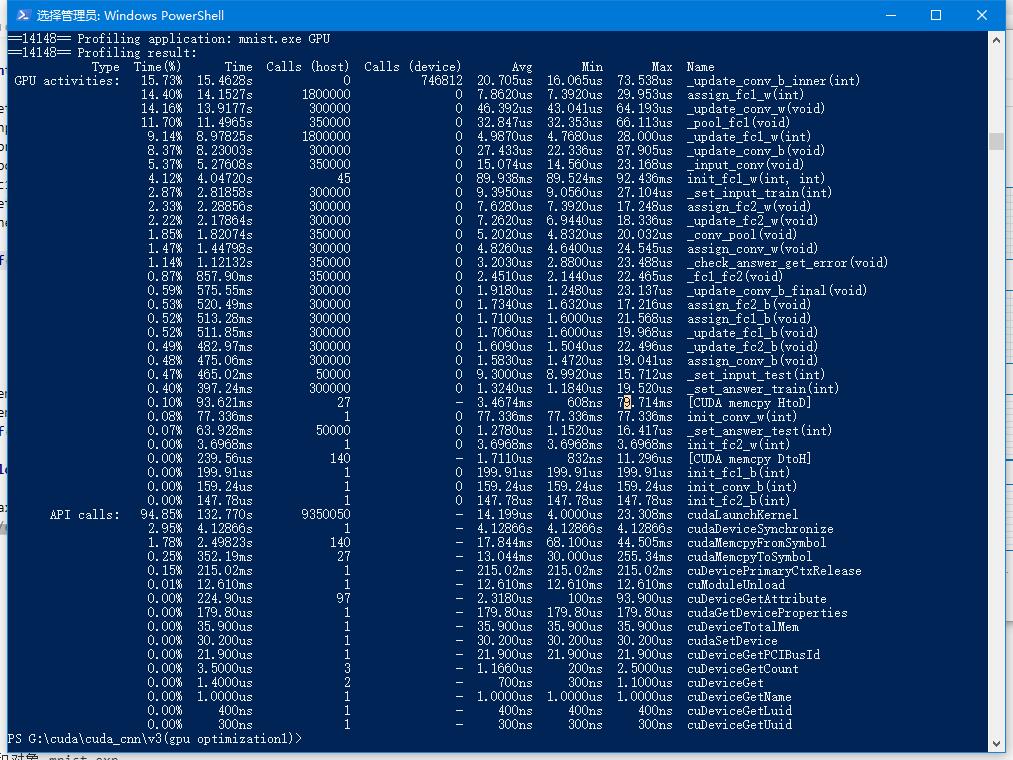 选择管理员: Windows PowerShell
==14148== Profiling application: mnist.exe GPU
==14148== Profiling result:
Type Time(%) Time Calls (host) Calls (device) Avg Min Max Name
GPU activities: 15.73% 15.4628s 0 746812 20.705us 16.065us 73.538us _update_conv_b_inner(int)
14.40% 14.1527s 1800000 0 7.8620us 7.3920us 29.953us assign_fc1_w(int)
14.16% 13.9177s 300000 0 46.392us 43.041us 64.193us _update_conv_w(void)
11.70% 11.4965s 350000 0 32.847us 32.353us 66.113us _pool_fc1(void)
9.14% 8.97825s 1800000 0 4.9870us 4.7680us 28.000us _update_fc1_w(int)
8.37% 8.23003s 300000 0 27.433us 22.336us 87.905us _update_conv_b(void)
5.37% 5.27608s 350000 0 15.074us 14.560us 23.168us _input_conv(void)
4.12% 4.04720s 45 0 89.938ms 89.524ms 92.436ms init_fc1_w(int, int)
2.87% 2.81858s 300000 0 9.3950us 9.0560us 27.104us _set_input_train(int)
2.33% 2.28856s 300000 0 7.6280us 7.3920us 17.248us assign_fc2_w(void)
2.22% 2.17864s 300000 0 7.2620us 6.9440us 18.336us _update_fc2_w(void)
1.85% 1.82074s 350000 0 5.2020us 4.8320us 20.032us _conv_pool(void)
1.47% 1.44798s 300000 0 4.8260us 4.6400us 24.545us assign_conv_w(void)
1.14% 1.12132s 350000 0 3.2030us 2.8800us 23.488us _check_answer_get_error(void)
0.87% 857.90ms 350000 0 2.4510us 2.1440us 22.465us _fc1_fc2(void)
0.59% 575.55ms 300000 0 1.9180us 1.2480us 23.137us _update_conv_b_final(void)
0.53% 520.49ms 300000 0 1.7340us 1.6320us 17.216us assign_fc2_b(void)
0.52% 513.28ms 300000 0 1.7100us 1.6000us 21.568us assign_fc1_b(void)
0.52% 511.85ms 300000 0 1.7060us 1.6000us 19.968us _update_fc1_b(void)
0.49% 482.97ms 300000 0 1.6090us 1.5040us 22.496us _update_fc2_b(void)
0.48% 475.06ms 300000 0 1.5830us 1.4720us 19.041us assign_conv_b(void)
0.47% 465.02ms 50000 0 9.3000us 8.9920us 15.712us _set_input_test(int)
0.40% 397.24ms 300000 0 1.3240us 1.1840us 19.520us _set_answer_train(int)
0.10% 93.621ms 27 - 3.4674ms 608ns 79.714ms [CUDA memcpy HtoD]
0.08% 77.336ms 1 0 77.336ms 77.336ms 77.336ms init_conv_w(int)
0.07% 63.928ms 50000 0 1.2780us 1.1520us 16.417us _set_answer_test(int)
0.00% 3.6968ms 1 0 3.6968ms 3.6968ms 3.6968ms init_fc2_w(int)
0.00% 199.56us 140 - 1.7110us 832ns 11.296us [CUDA memcpy DtoH]
0.00% 199.91us 1 0 199.91us 199.91us 199.91us init_fc1_b(int)
0.00% 159.24us 1 0 159.24us 159.24us 159.24us init_conv_b(int)
0.00% 147.78us 1 0 147.78us 147.78us 147.78us init_fc2_b(int)
API calls: 94.85% 132.770s 9350050 - 14.199us 4.0000us 23.308ms cudaLaunchKernel
2.95% 4.12866s 1 - 4.12866s 4.12866s 4.12866s cudaDeviceSynchronize
1.78% 2.49823s 140 - 17.844ms 68.100us 44.505ms cudaMemcpyFromSymbol
0.25% 352.19ms 27 - 13.044ms 30.000us 255.34ms cudaMemcpyToSymbol
0.15% 215.02ms 1 - 215.02ms 215.02ms 215.02ms cuDevicePrimaryCtxRelease
0.01% 12.610ms 1 - 12.610ms 12.610ms 12.610ms cuModuleUnload
0.00% 224.90us 97 - 2.3180us 100ns 93.900us cuDeviceGetAttribute
0.00% 179.80us 1 - 179.80us 179.80us 179.80us cudaGetDeviceProperties
0.00% 35.900us 1 - 35.900us 35.900us 35.900us cuDeviceTotalMem
0.00% 30.200us 1 - 30.200us 30.200us 30.200us cudaSetDevice
0.00% 21.900us 1 - 21.900us 21.900us 21.900us cuDeviceGetPCIBusId
0.00% 3.5000us 3 - 1.1660us 200ns 2.5000us cuDeviceGetCount
0.00% 1.4000us 2 - 700ns 300ns 1.1000us cuDeviceGet
0.00% 1.0000us 1 - 1.0000us 1.0000us 1.0000us cuDeviceGetName
0.00% 400ns 1 - 400ns 400ns 400ns cuDeviceGetLuid
0.00% 300ns 1 - 300ns 300ns 300ns cuDeviceGetUuid
PS G:\cuda\cuda_cnn\v3(gpu optimization1)>